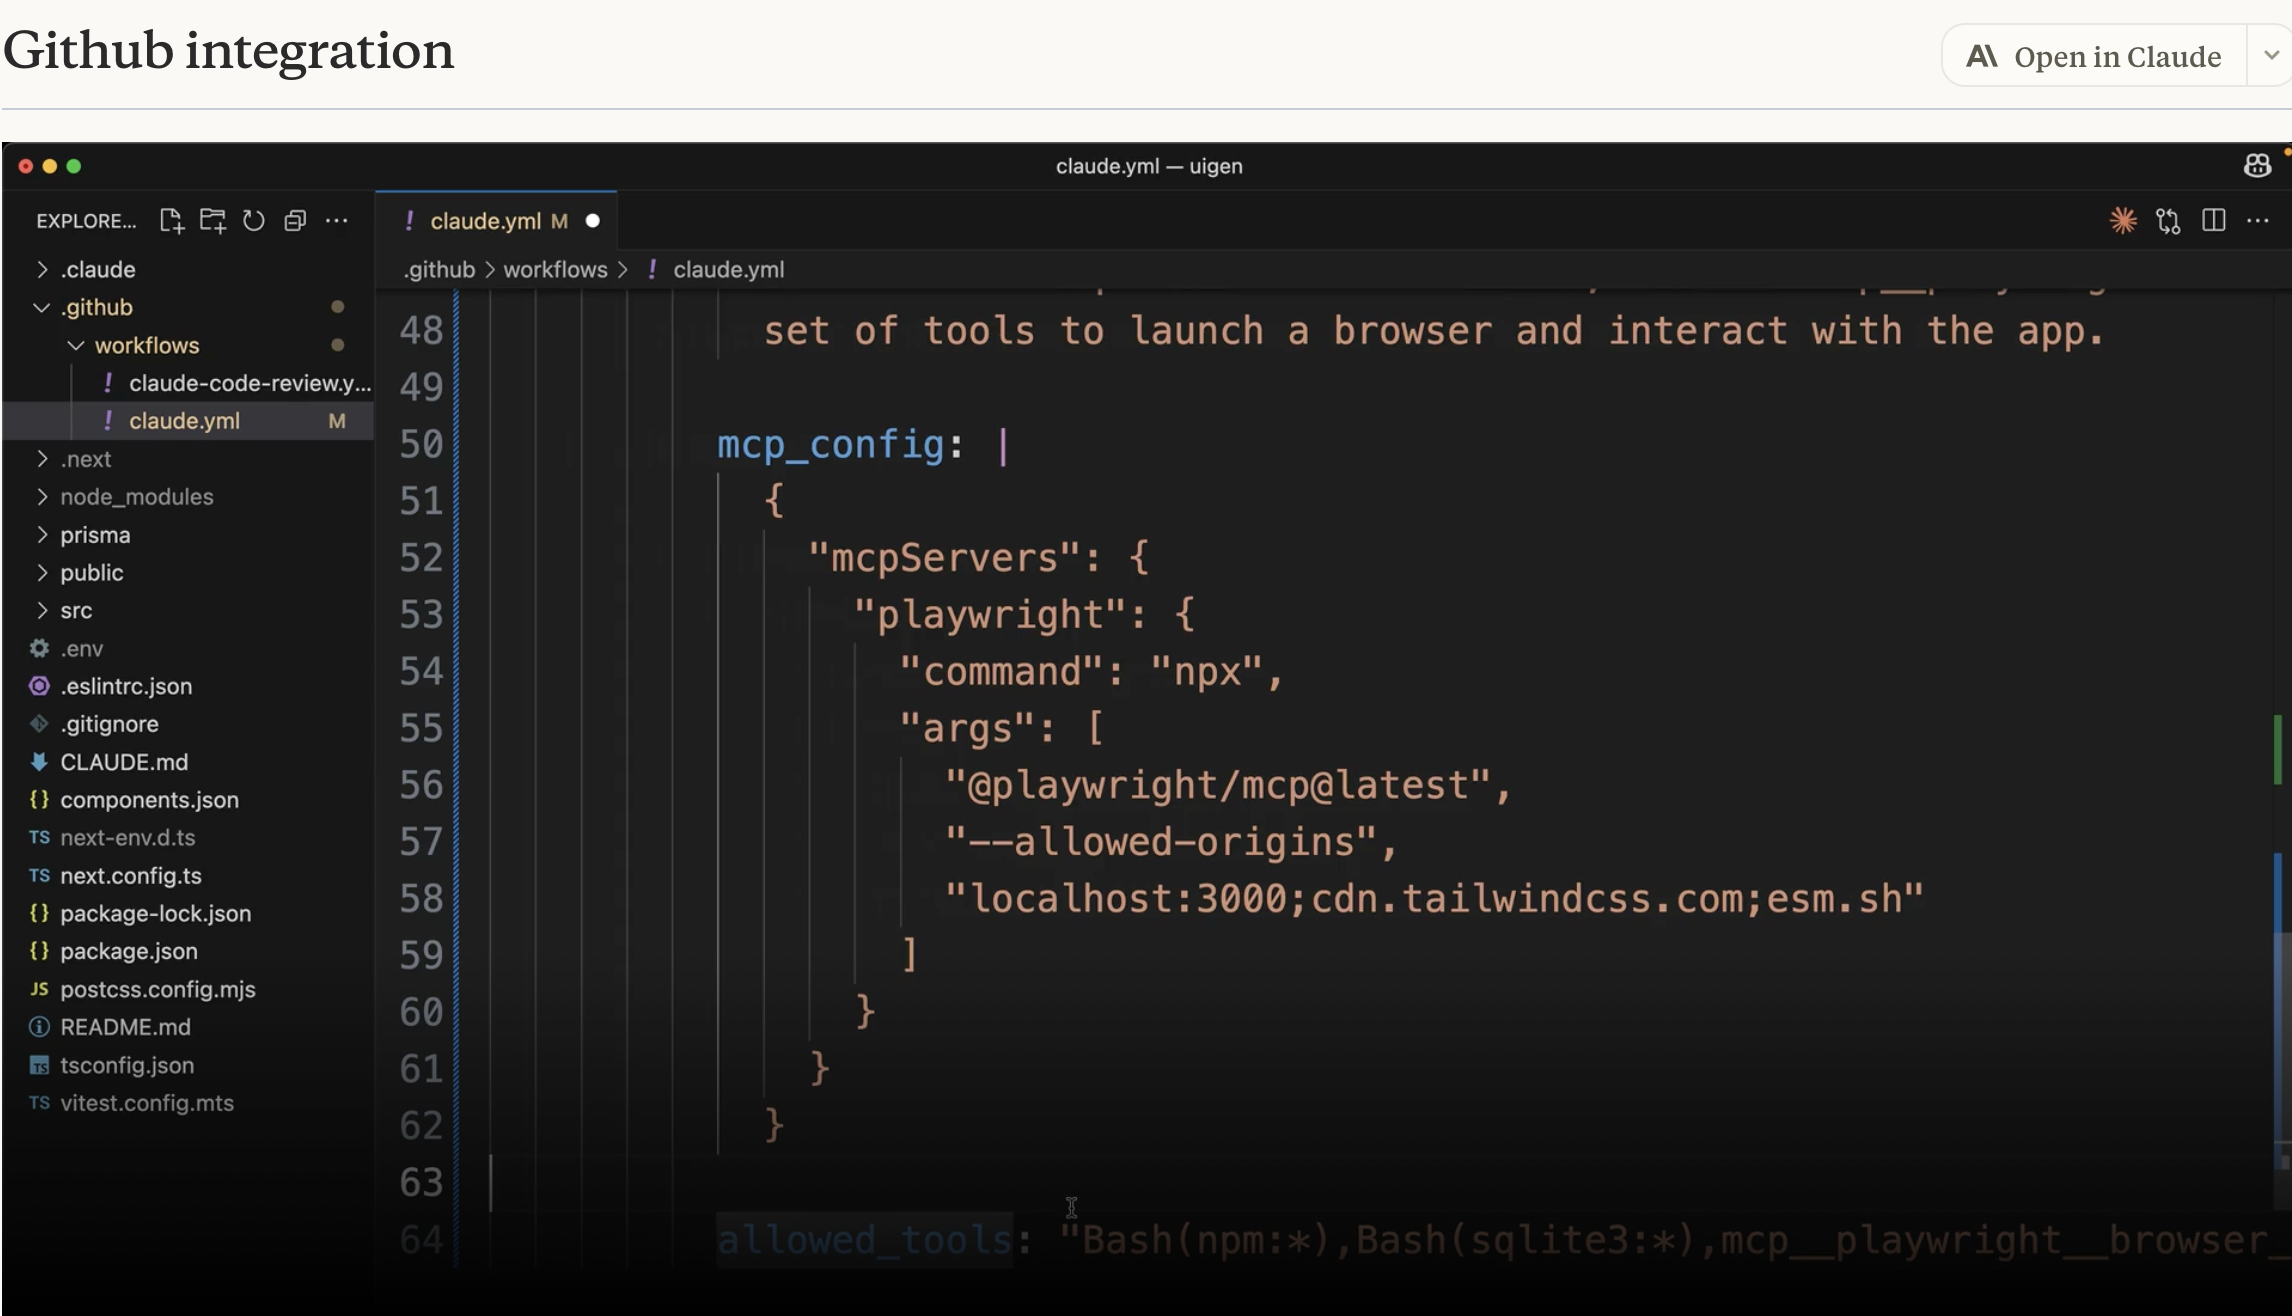 Github integration
Open in Claude
claude.yml — uigen
EXPLORE...
claude.yml M
.claude
.github > workflows > ! claude.yml
.github
workflows
claude-code-review.y...
claude.yml M
.next
node_modules
prisma
public
src
.env
.eslintrc.json
.gitignore
CLAUDE.md
{} components.json
TS next-env.d.ts
TS next.config.ts
{} package-lock.json
{} package.json
JS postcss.config.mjs
README.md
TS tsconfig.json
TS vitest.config.mts
48 set of tools to launch a browser and interact with the app.
49
50 mcp_config: |
51 {
52 "mcpServers": {
53 "playwright": {
54 "command": "npx",
55 "args": [
56 "@playwright/mcp@latest",
57 "--allowed-origins",
58 "localhost:3000;cdn.tailwindcss.com;esm.sh"
59 ]
60 }
61 }
62 }
63
64 allowed_tools: "Bash(npm:*),Bash(sqlite3:*),mcp__playwright__browser_